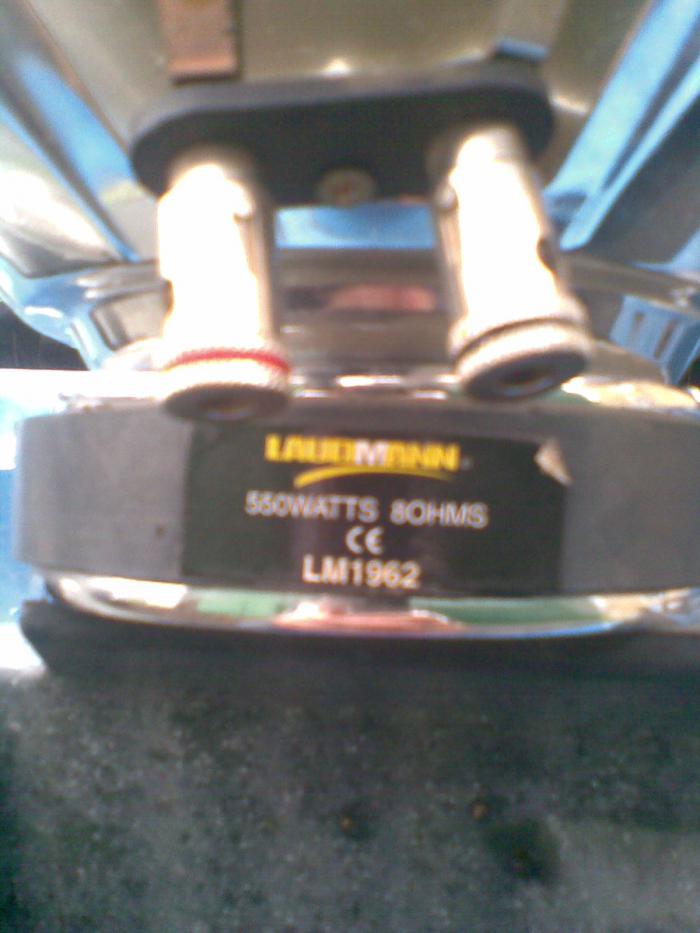 LAUDMANN
550WATTS 8OHMS
CE
LM1962